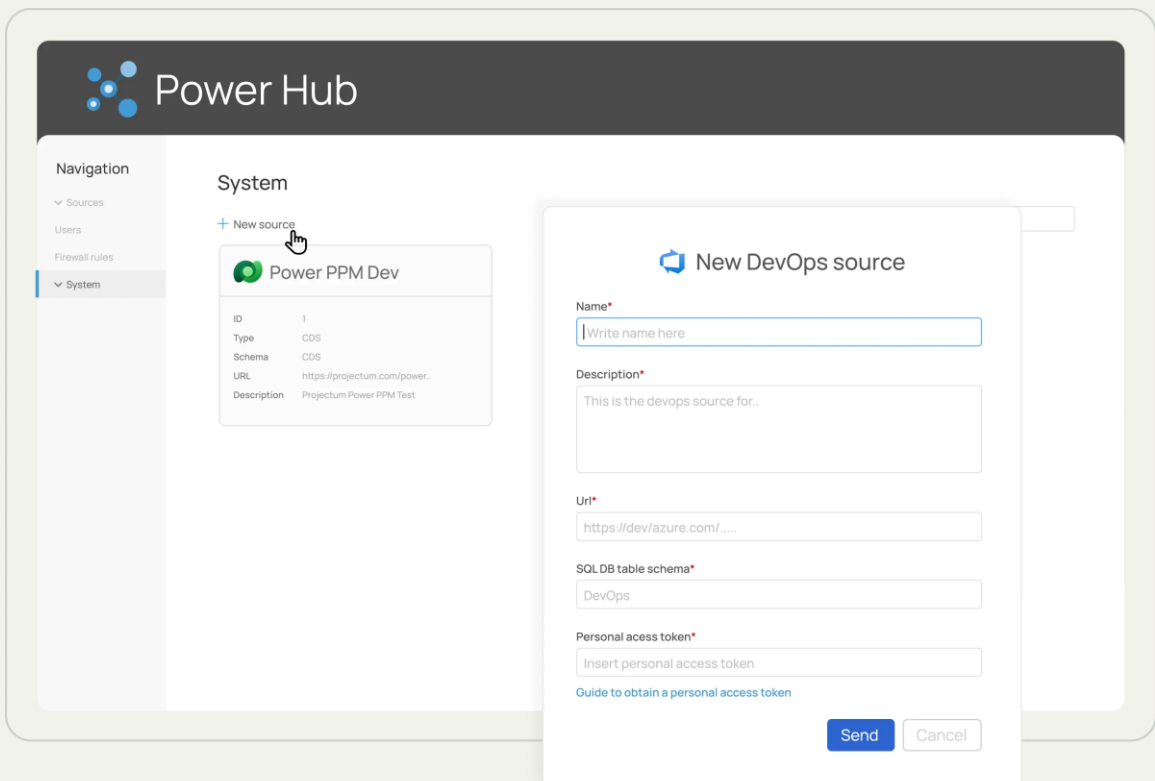 Power Hub
Navigation
Sources
Users
Firewall rules
System
System
+ New source
Power PPM Dev
ID 1
Type CDS
Schema CDS
URL https://projectum.com/power..
Description Projectum Power PPM Test
New DevOps source
Name*
Write name here
Description*
This is the devops source for..
Url*
https://dev/azure.com/.....
SQL DB table schema*
DevOps
Personal acess token*
Insert personal access token
Guide to obtain a personal access token
Send Cancel